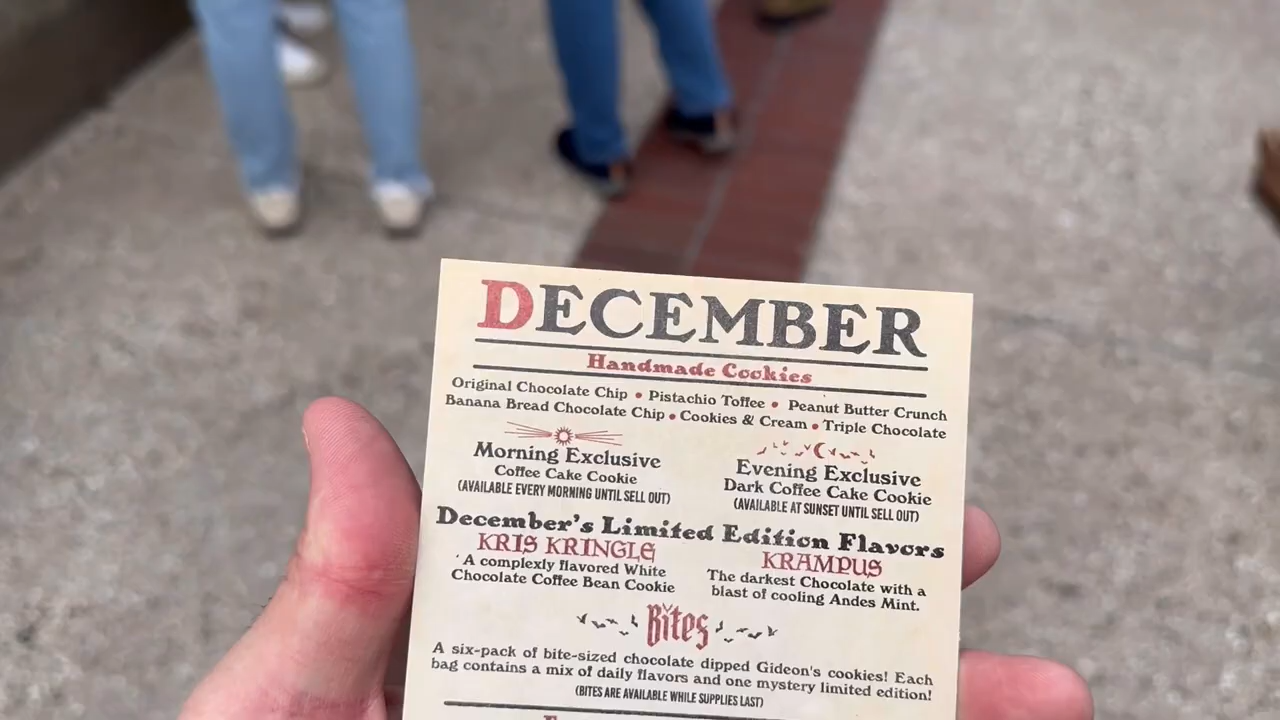 DECEMBER
Handmade Cookies
Original Chocolate Chip • Pistachio Toffee • Peanut Butter Crunch
Banana Bread Chocolate Chip • Cookies & Cream • Triple Chocolate
Morning Exclusive
Coffee Cake Cookie
(AVAILABLE EVERY MORNING UNTIL SELL OUT)
Evening Exclusive
Dark Coffee Cake Cookie
(AVAILABLE AT SUNSET UNTIL SELL OUT)
December's Limited Edition Flavors
KRIS KRINGLE
A complexly flavored White
Chocolate Coffee Bean Cookie
KRAMPUS
The darkest Chocolate with a
blast of cooling Andes Mint.
Bites
A six-pack of bite-sized chocolate dipped Gideon's cookies! Each
bag contains a mix of daily flavors and one mystery limited edition!
(BITES ARE AVAILABLE WHILE SUPPLIES LAST)